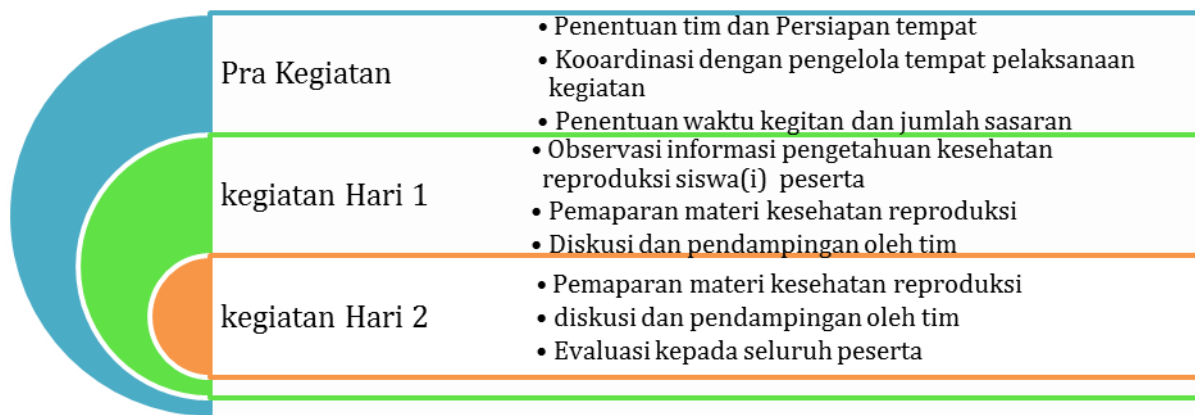 Pra Kegiatan
• Penentuan tim dan Persiapan tempat
• Kooardinasi dengan pengelola tempat pelaksanaan
kegiatan
• Penentuan waktu kegitan dan jumlah sasaran
kegiatan Hari 1
• Observasi informasi pengetahuan kesehatan
reproduksi siswa(i) peserta
• Pemaparan materi kesehatan reproduksi
• Diskusi dan pendampingan oleh tim
kegiatan Hari 2
• Pemaparan materi kesehatan reproduksi
• diskusi dan pendampingan oleh tim
• Evaluasi kepada seluruh peserta